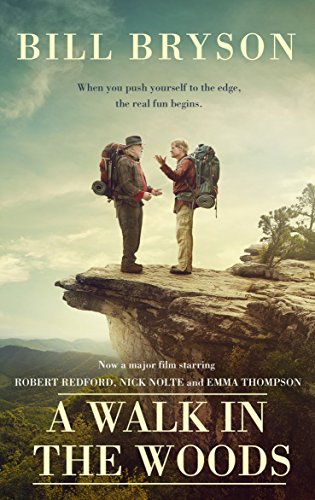 BILL BRYSON
When you push yourself to the edge,
the real fun begins.
Now a major film starring
ROBERT REDFORD, NICK NOLTE and EMMA THOMPSON
A WALK IN
THE WOODS